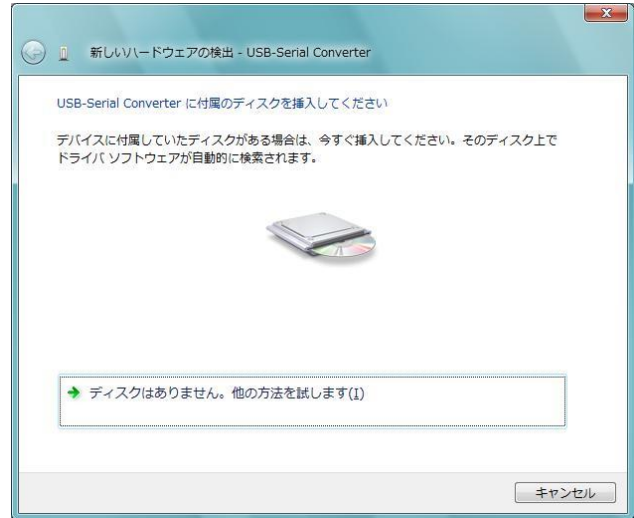 新しいハードウェアの検出 - USB-Serial Converter
USB-Serial Converter に付属のディスクを挿入してください
デバイスに付属していたディスクがある場合は、今すぐ挿入してください。そのディスク上で
ドライバ ソフトウェアが自動的に検索されます。
ディスクはありません。他の方法を試します(I)
キャンセル